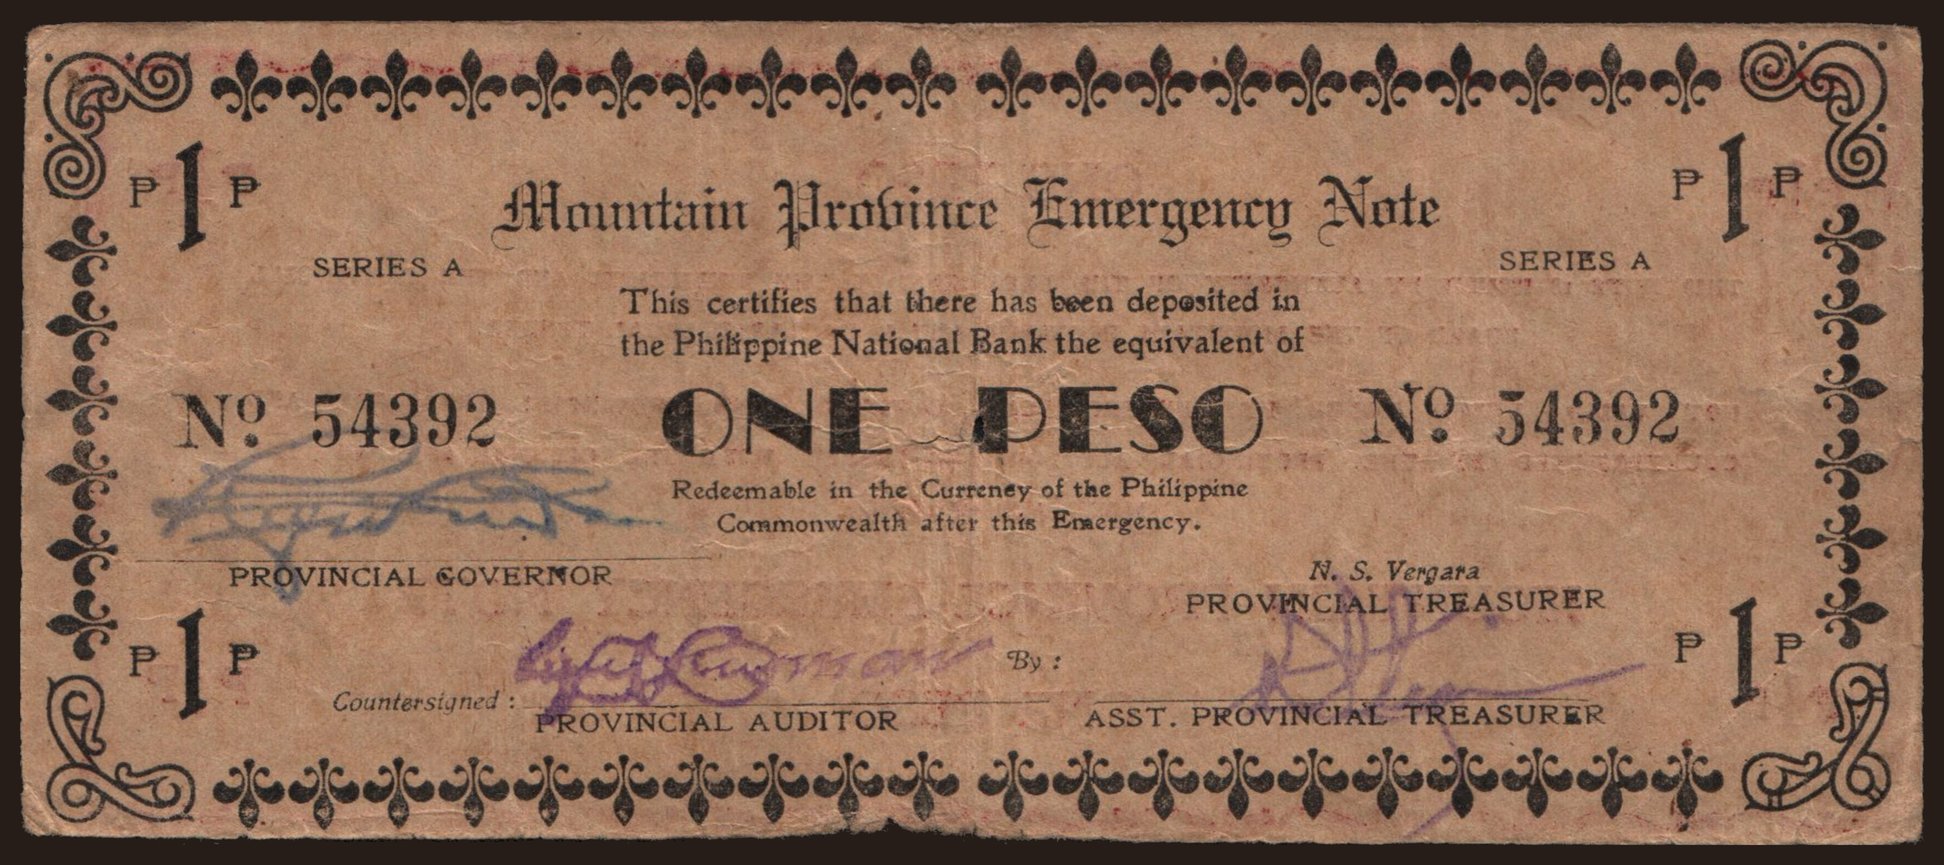 ₱ 1 ₱
₱ 1 ₱
Mountain Province Emergency Note
SERIES A
SERIES A
This certifies that there has been deposited in
the Philippine National Bank the equivalent of
Nº 54392
ONE PESO
Nº 54392
Redeemable in the Curreney of the Philippine
Commonwealth after this Emergency.
PROVINCIAL GOVERNOR
N. S. Vergara
PROVINCIAL TREASURER
₱ 1 ₱
₱ 1 ₱
By :
Countersigned :
PROVINCIAL AUDITOR
ASST. PROVINCIAL TREASURER